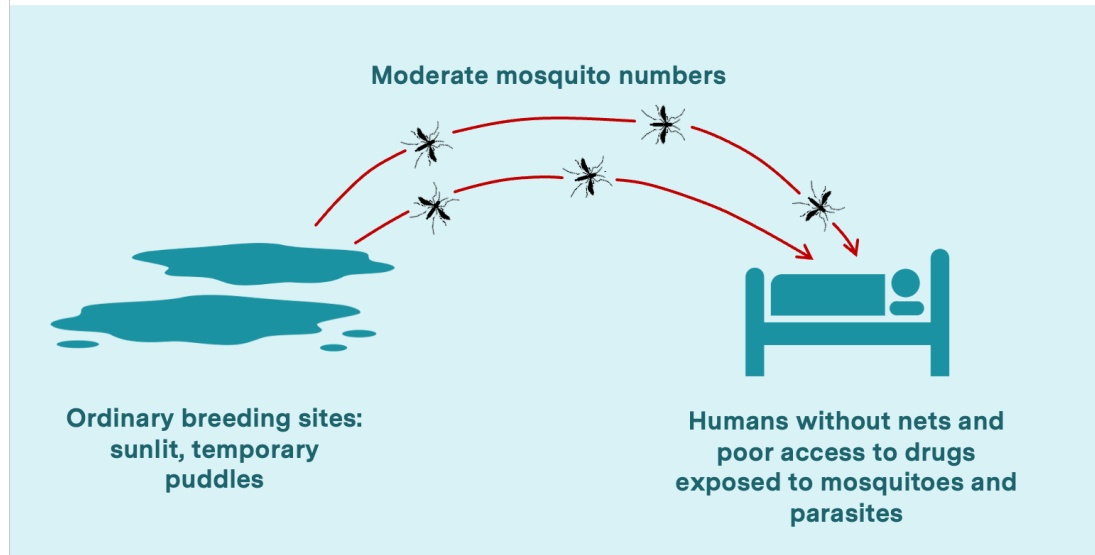 Moderate mosquito numbers
Ordinary breeding sites:
sunlit, temporary
puddles
Humans without nets and
poor access to drugs
exposed to mosquitoes and
parasites